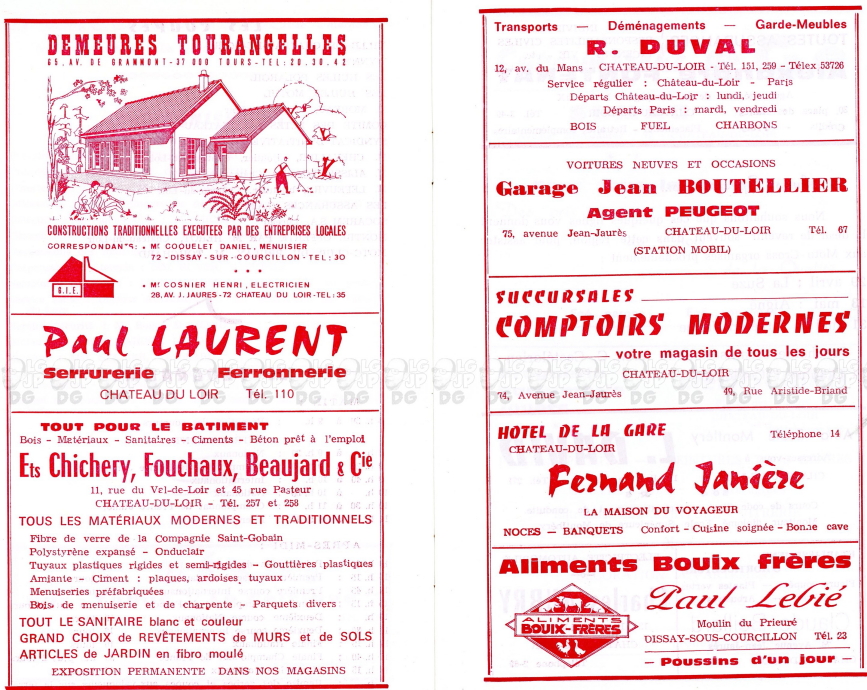 DEMEURES TOURANGELLES
65. AV. DE GRAMMONT-37 000 TOURS-TEL: 20.30.42
CONSTRUCTIONS TRADITIONNELLES EXECUTEES PAR DES ENTREPRISES LOCALES
CORRESPONDANTS: • Mr COQUELET DANIEL, MENUISIER
72 - DISSAY - SUR - COURCILLON - TEL: 30
• • •
• Mr COSNIER HENRI, ELECTRICIEN
28, AV. J. JAURES - 72 CHATEAU DU LOIR - TEL: 35
G.I.E.
Paul LAURENT
Serrurerie Ferronnerie
CHATEAU DU LOIR Tél. 110
TOUT POUR LE BATIMENT
Bois - Matériaux - Sanitaires - Ciments - Béton prêt à l'emploi
Ets Chichery, Fouchaux, Beaujard & Cie
11, rue du Val-de-Loir et 45 rue Pasteur
CHATEAU-DU-LOIR - Tél. 257 et 258
TOUS LES MATÉRIAUX MODERNES ET TRADITIONNELS
Fibre de verre de la Compagnie Saint-Gobain
Polystyrène expansé - Onduclair
Tuyaux plastiques rigides et semi-rigides - Gouttières plastiques
Amiante - Ciment : plaques, ardoises, tuyaux
Menuiseries préfabriquées
Bois de menuiserie et de charpente - Parquets divers
TOUT LE SANITAIRE blanc et couleur
GRAND CHOIX de REVÊTEMENTS de MURS et de SOLS
ARTICLES de JARDIN en fibro moulé
EXPOSITION PERMANENTE DANS NOS MAGASINS
Transports — Déménagements — Garde-Meubles
R. DUVAL
12, av. du Mans - CHATEAU-DU-LOIR - Tél. 151, 259 - Télex 53726
Service régulier : Château-du-Loir - Paris
Départs Château-du-Loir : lundi, jeudi
Départs Paris : mardi, vendredi
BOIS FUEL CHARBONS
VOITURES NEUVES ET OCCASIONS
Garage Jean BOUTELLIER
Agent PEUGEOT
75, avenue Jean-Jaurès CHATEAU-DU-LOIR Tél. 67
(STATION MOBIL)
SUCCURSALES
COMPTOIRS MODERNES
votre magasin de tous les jours
CHATEAU-DU-LOIR
74, Avenue Jean-Jaurès 49, Rue Aristide-Briand
HOTEL DE LA GARE Téléphone 14
CHATEAU-DU-LOIR
Fernand Janière
LA MAISON DU VOYAGEUR
NOCES — BANQUETS Confort - Cuisine soignée - Bonne cave
Aliments Bouix frères
ALIMENTS
BOUIX-FRÈRES
Paul Lebié
Moulin du Prieuré
DISSAY-SOUS-COURCILLON Tél. 23
— Poussins d'un jour —